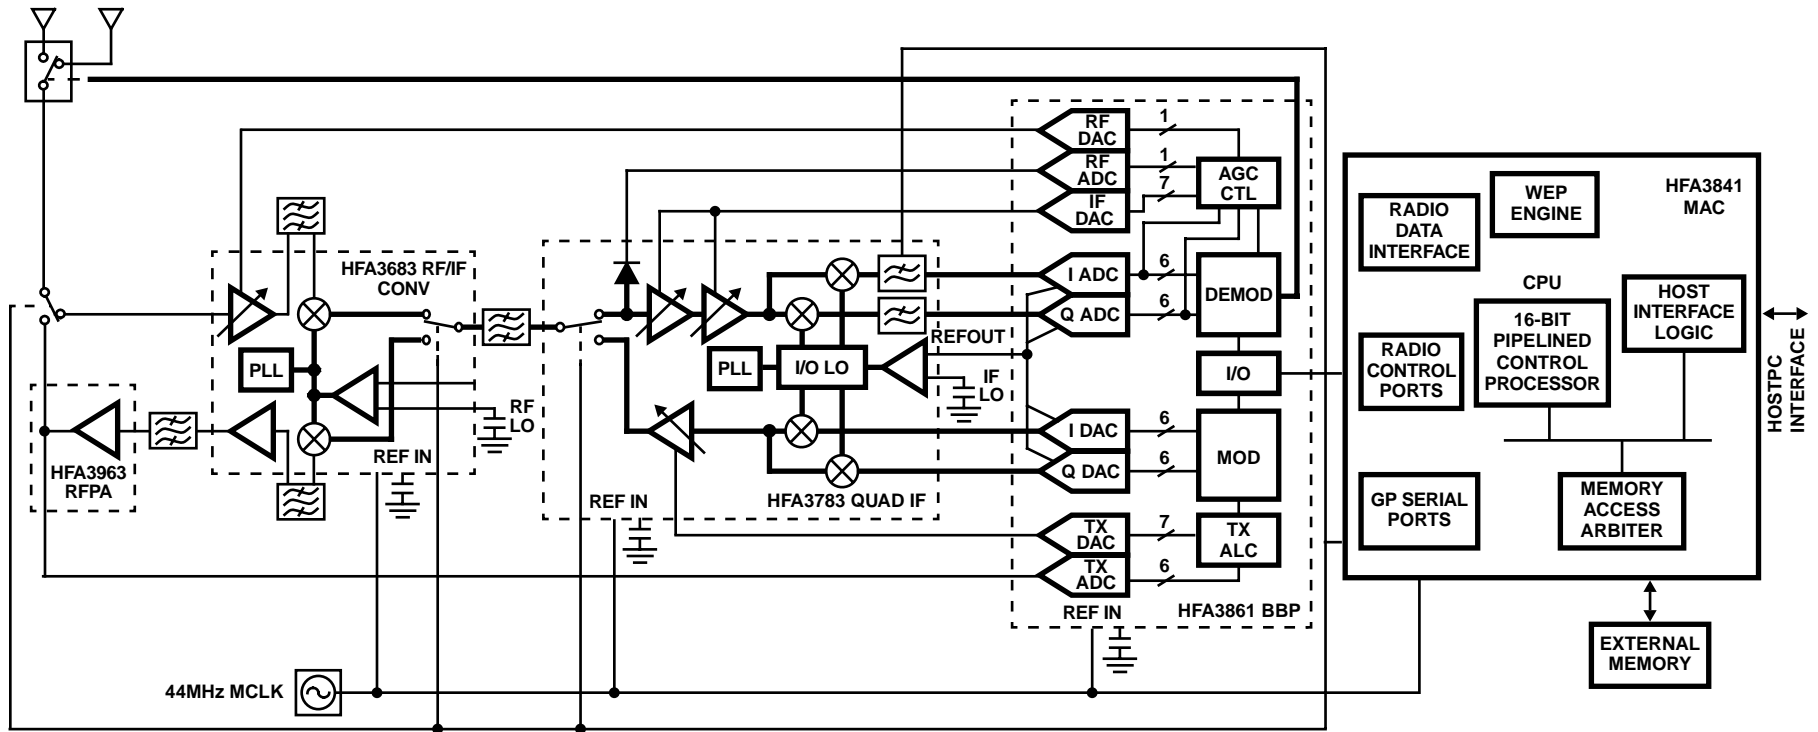 RF
DAC
1
RF
ADC
1
IF
DAC
7
AGC
CTL
HFA3683 RF/IF
CONV
I ADC
6
Q ADC
6
DEMOD
REFOUT
PLL
PLL
I/O LO
IF
LO
I/O
RF
LO
REF IN
I DAC
6
Q DAC
6
MOD
HFA3963
RFPA
REF IN
HFA3783 QUAD IF
TX
DAC
7
TX
ADC
6
TX
ALC
REF IN
HFA3861 BBP
44MHz MCLK
HFA3841
MAC
WEP
ENGINE
RADIO
DATA
INTERFACE
CPU
16-BIT
PIPELINED
CONTROL
PROCESSOR
HOST
INTERFACE
LOGIC
RADIO
CONTROL
PORTS
GP SERIAL
PORTS
MEMORY
ACCESS
ARBITER
HOSTPC
INTERFACE
EXTERNAL
MEMORY